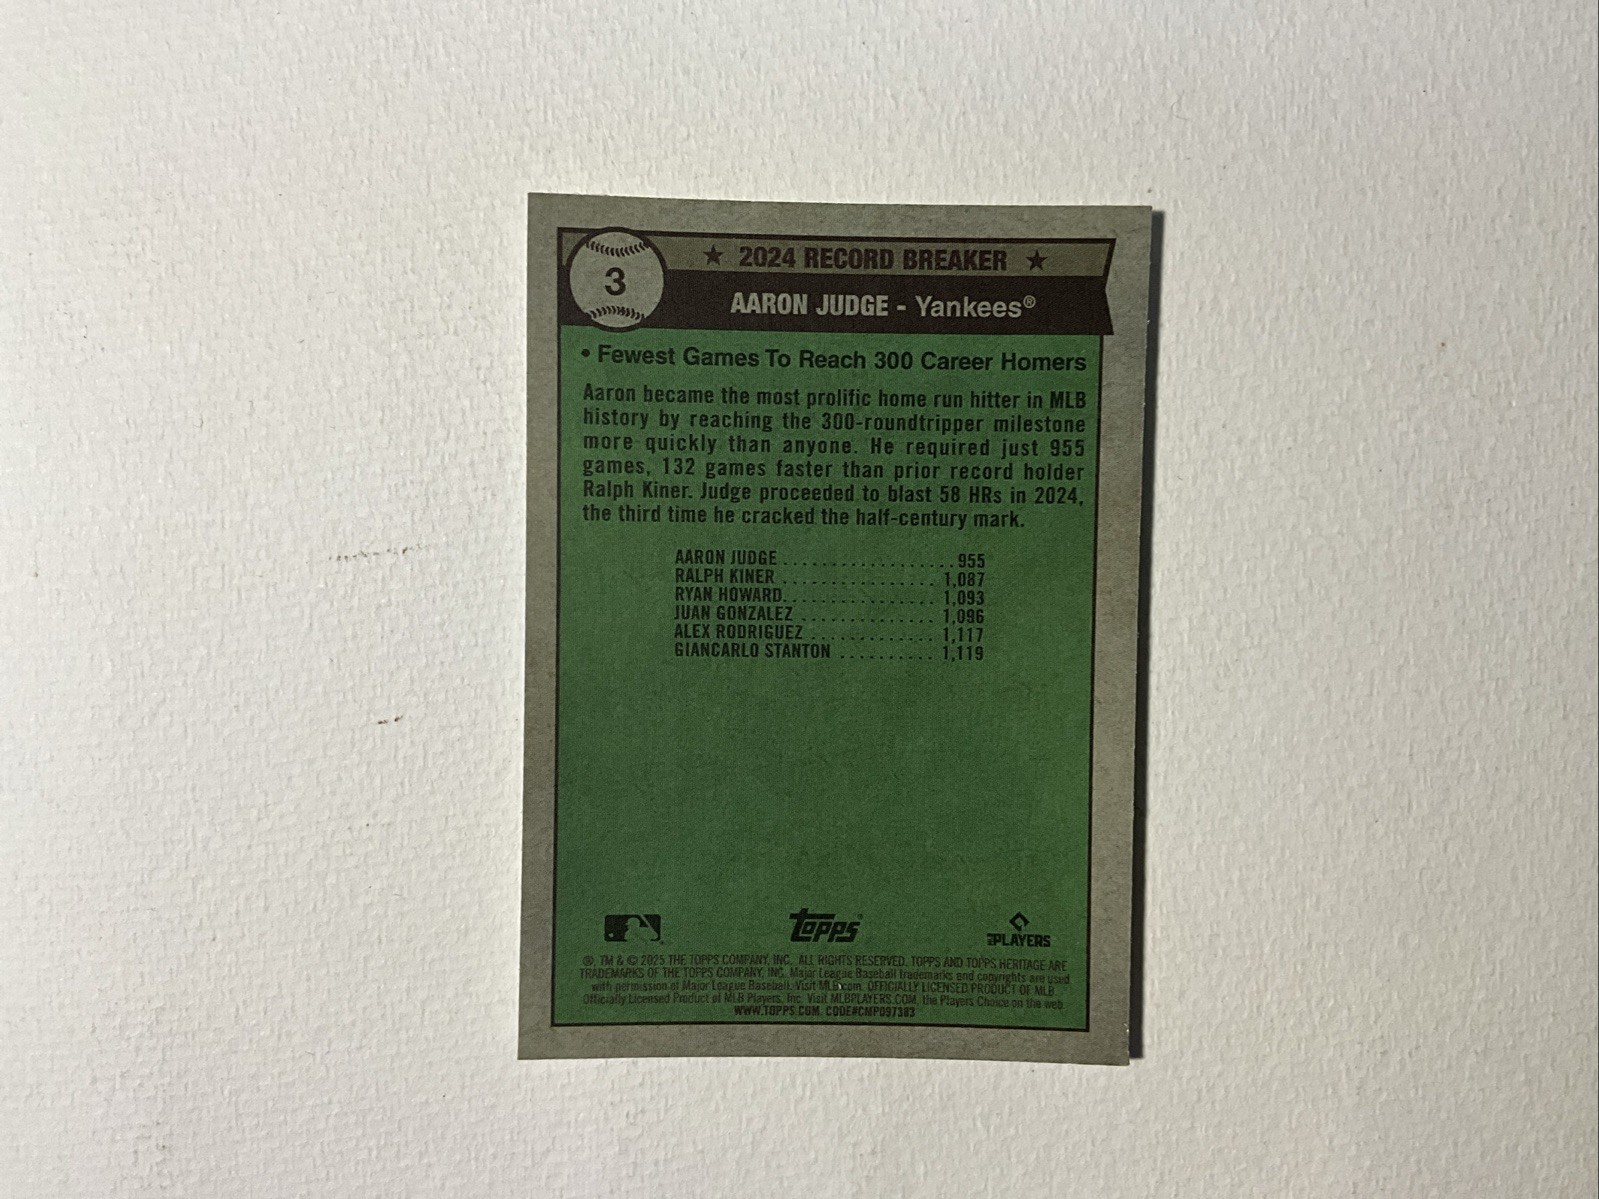 3
★ 2024 RECORD BREAKER ★
AARON JUDGE - Yankees®
• Fewest Games To Reach 300 Career Homers
Aaron became the most prolific home run hitter in MLB
history by reaching the 300-roundtripper milestone
more quickly than anyone. He required just 955
games, 132 games faster than prior record holder
Ralph Kiner. Judge proceeded to blast 58 HRs in 2024,
the third time he cracked the half-century mark.
AARON JUDGE . . . . . . . . . . . . . . . . . . 955
RALPH KINER . . . . . . . . . . . . . . . . 1,087
RYAN HOWARD. . . . . . . . . . . . . . . . 1,093
JUAN GONZALEZ . . . . . . . . . . . . . . 1,096
ALEX RODRIGUEZ . . . . . . . . . . . . . 1,117
GIANCARLO STANTON . . . . . . . . . . 1,119
Topps®
PLAYERS
®, TM & © 2025 THE TOPPS COMPANY, INC. ALL RIGHTS RESERVED. TOPPS AND TOPPS HERITAGE ARE
TRADEMARKS OF THE TOPPS COMPANY, INC. Major League Baseball trademarks and copyrights are used
with permission of Major League Baseball. Visit MLB.com. OFFICIALLY LICENSED PRODUCT OF MLB
Officially Licensed Product of MLB Players, Inc. Visit MLBPLAYERS.COM, the Players Choice on the web.
WWW.TOPPS.COM. CODE#CMP097383